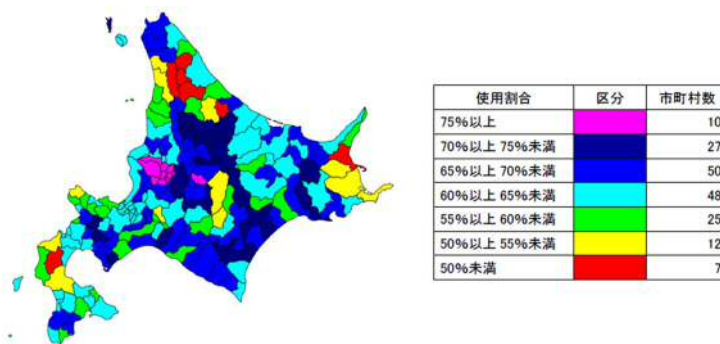 使用割合 区分 市町村数
75%以上 10
70%以上 75%未満 27
65%以上 70%未満 50
60%以上 65%未満 48
55%以上 60%未満 25
50%以上 55%未満 12
50%未満 7